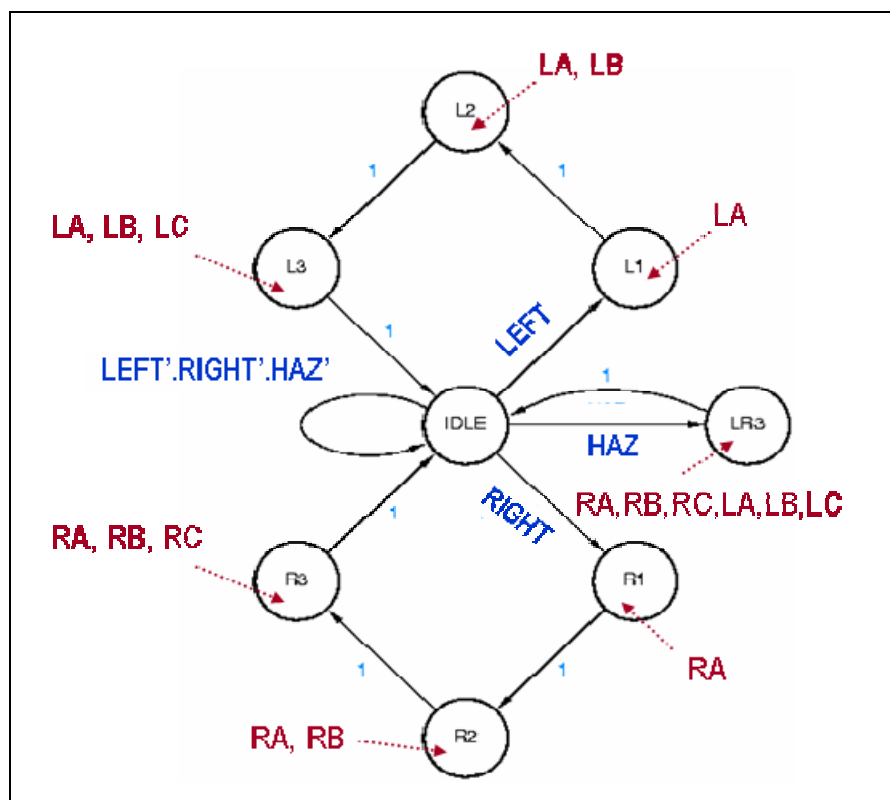 LA, LB
L2
1
1
LA, LB, LC
LA
L3
L1
LEFT
1
LEFT'.RIGHT'.HAZ'
1
IDLE
LR3
HAZ
RIGHT
RA,RB,RC,LA,LB,LC
RA, RB, RC
1
R3
R1
1
1
RA
RA, RB
R2